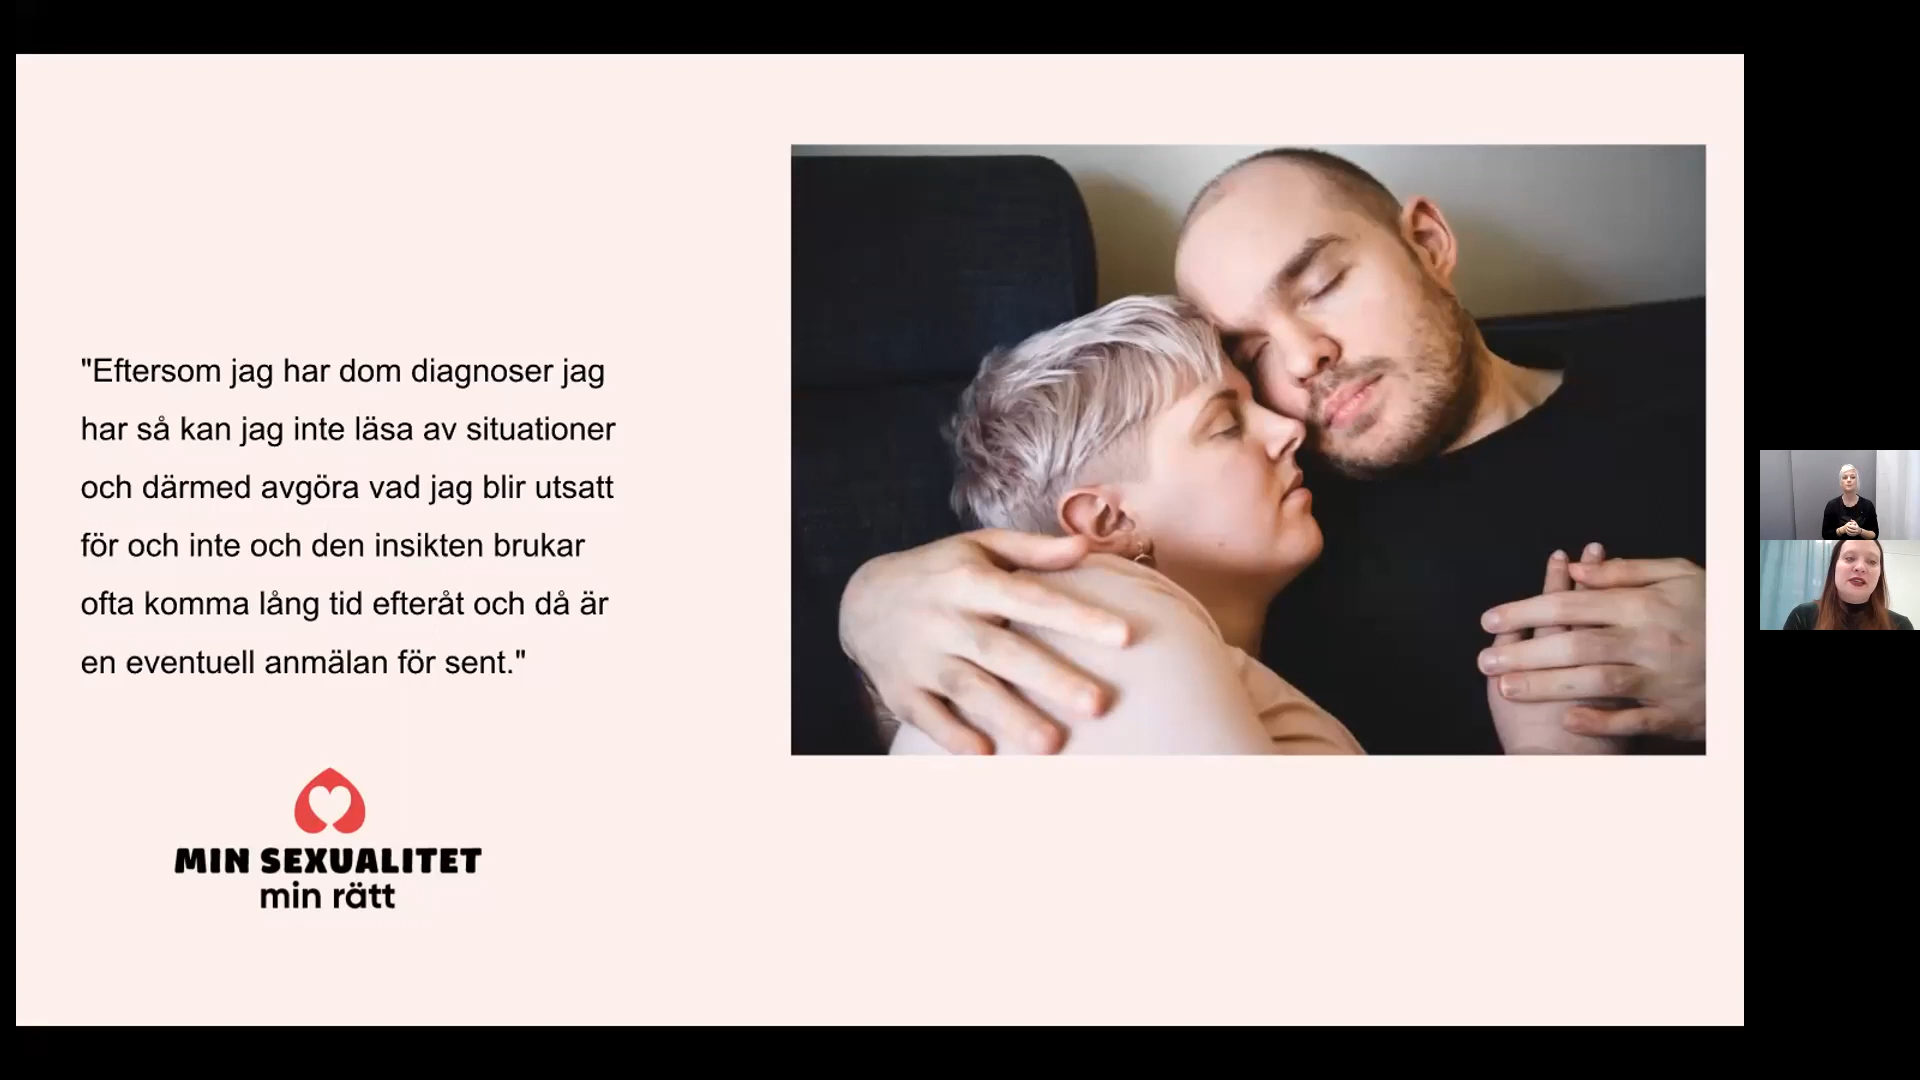 "Eftersom jag har dom diagnoser jag
har så kan jag inte läsa av situationer
och därmed avgöra vad jag blir utsatt
för och inte och den insikten brukar
ofta komma lång tid efteråt och då är
en eventuell anmälan för sent."
MIN SEXUALITET
min rätt